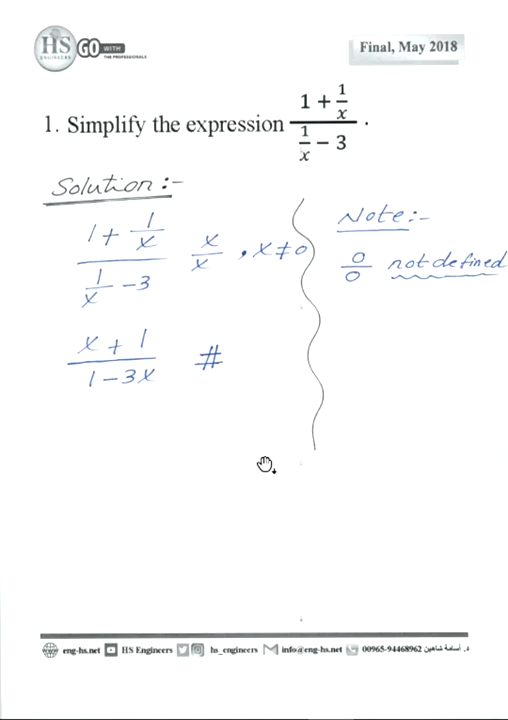 HS
ENGINEERS
GO WITH
THE PROFESSIONALS
Final, May 2018
1. Simplify the expression (1 + 1/x)/(1/x − 3) .
Solution :-
(1 + 1/x)/(1/x − 3) x/x , x ≠ 0
(x + 1)/(1 − 3x) #
Note:-
0/0 not defined
www eng-hs.net HS Engineers hs_engineers info@eng-hs.net 00965-94468962 د. أسامة شاهين